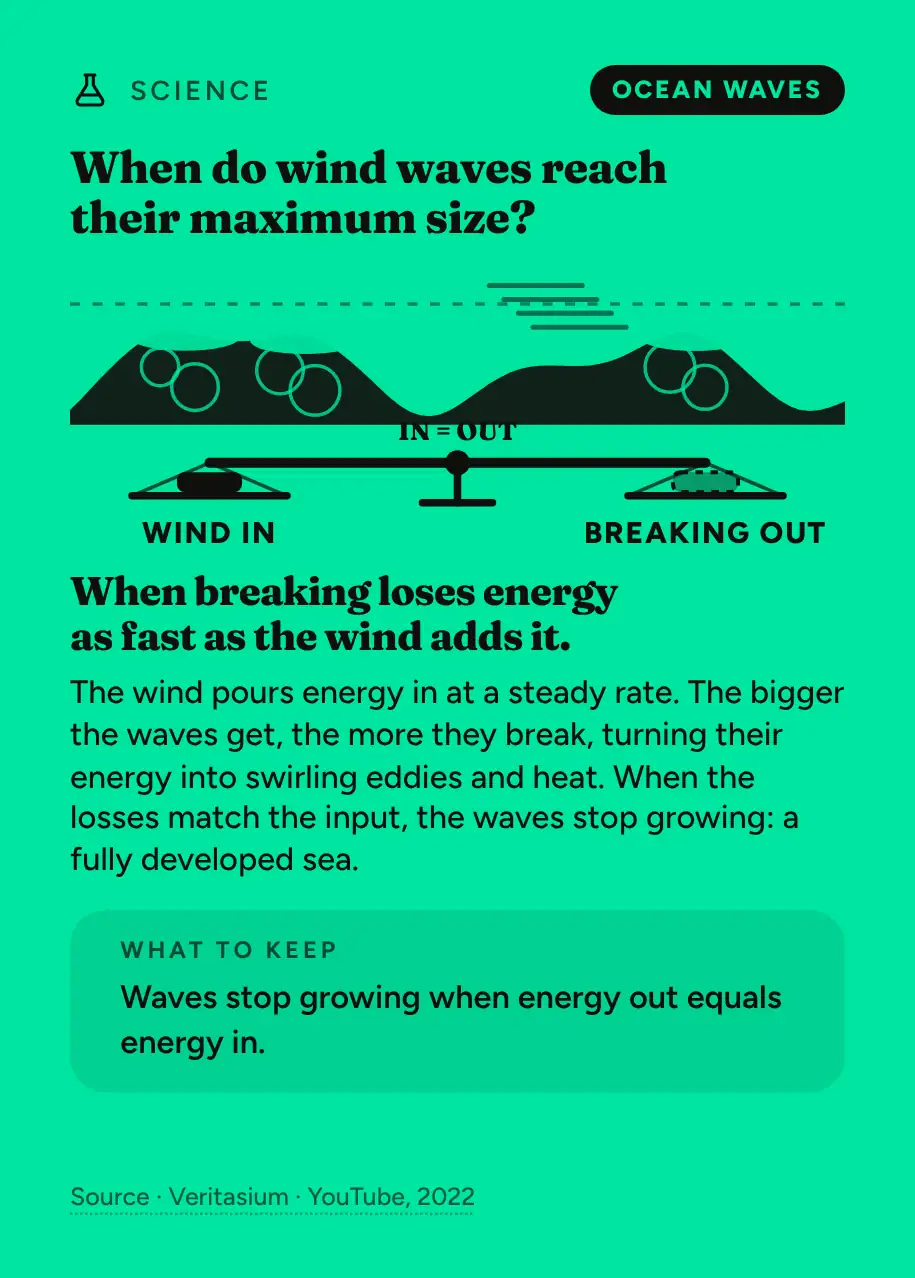 SCIENCE
OCEAN WAVES
When do wind waves reach
their maximum size?
IN = OUT
WIND IN
BREAKING OUT
When breaking loses energy
as fast as the wind adds it.
The wind pours energy in at a steady rate. The bigger
the waves get, the more they break, turning their
energy into swirling eddies and heat. When the
losses match the input, the waves stop growing: a
fully developed sea.
WHAT TO KEEP
Waves stop growing when energy out equals
energy in.
Source · Veritasium · YouTube, 2022